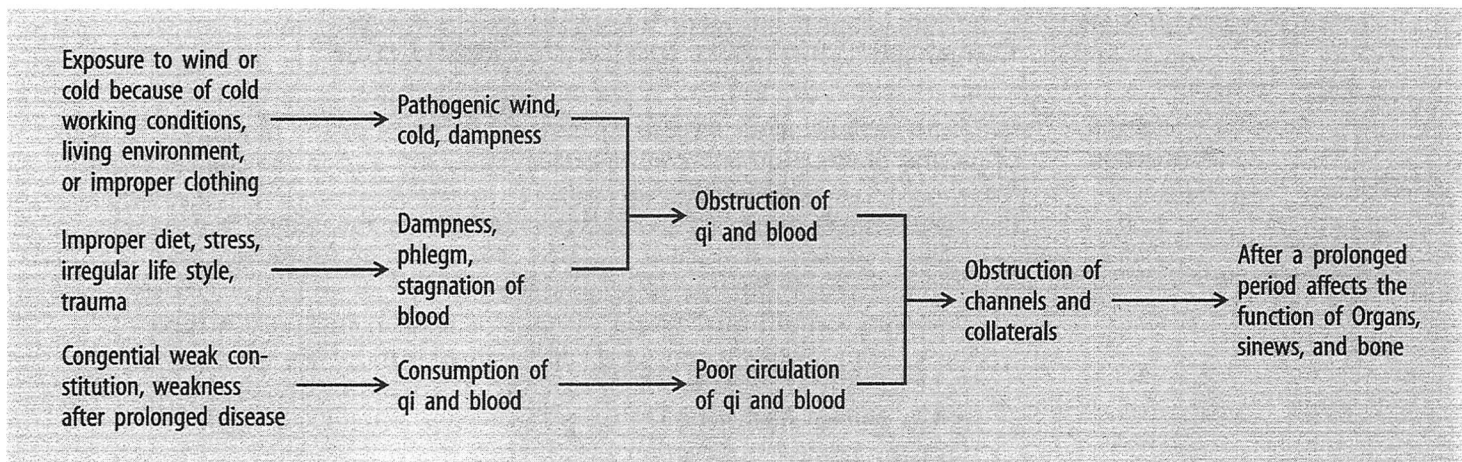 Exposure to wind or
cold because of cold
working conditions,
living environment,
or improper clothing
Pathogenic wind,
cold, dampness
Improper diet, stress,
irregular life style,
trauma
Dampness,
phlegm,
stagnation of
blood
Obstruction of
qi and blood
Congential weak con-
stitution, weakness
after prolonged disease
Consumption of
qi and blood
Poor circulation
of qi and blood
Obstruction of
channels and
collaterals
After a prolonged
period affects the
function of Organs,
sinews, and bone